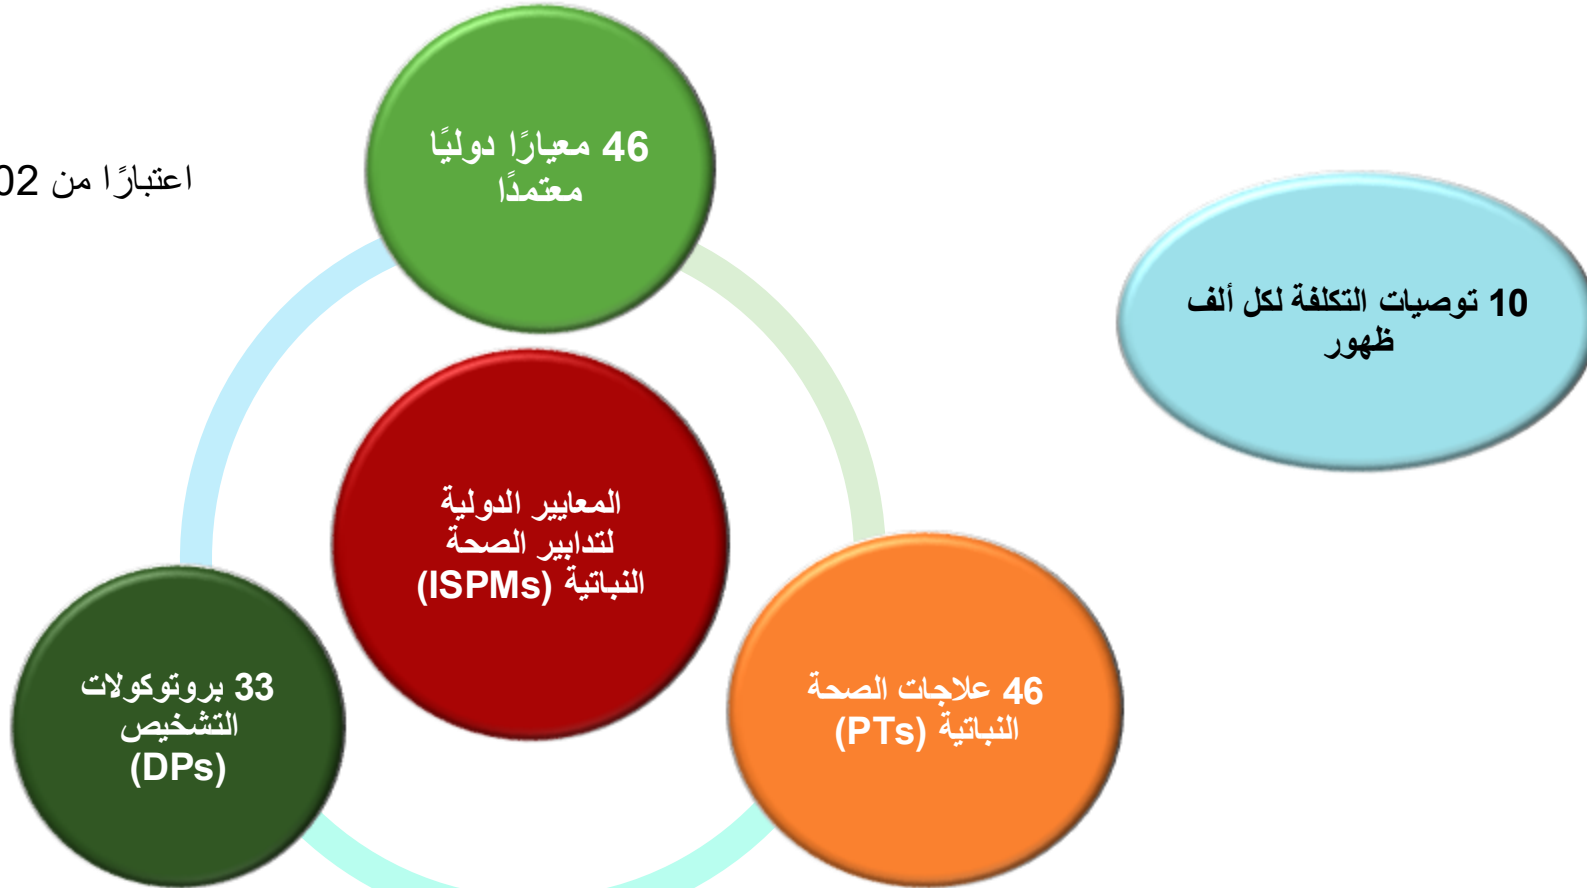 46 معيارًا دوليًا
معتمدًا
اعتبارًا من
10 توصيات التكلفة لكل ألف
ظهور
المعايير الدولية
لتدابير الصحة
النباتية (ISPMs)
33 بروتوكولات
التشخيص
(DPs)
46 علاجات الصحة
النباتية (PTs)